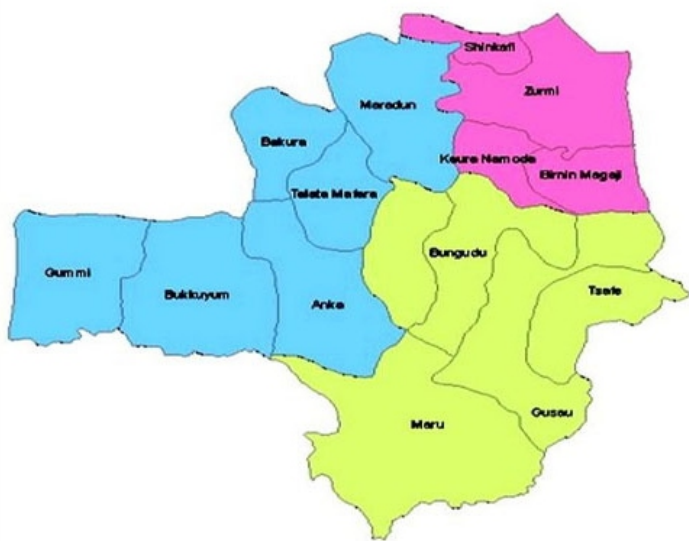 Shinkafi
Zurmi
Maradun
Bakura
Kaura Namoda
Birnin Magaji
Talata Mafara
Bungudu
Gummi
Bukkuyum
Anka
Tsafe
Gusau
Maru